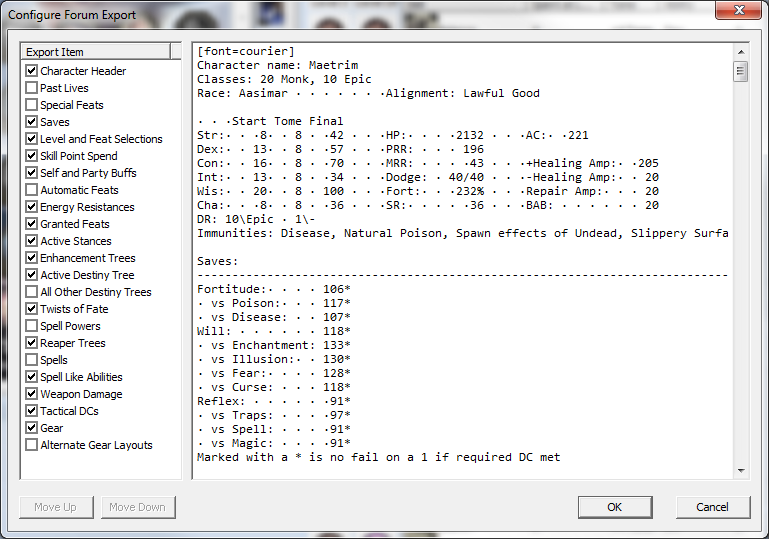 Configure Forum Export
Export Item
Character Header
Past Lives
Special Feats
Saves
Level and Feat Selections
Skill Point Spend
Self and Party Buffs
Automatic Feats
Energy Resistances
Granted Feats
Active Stances
Enhancement Trees
Active Destiny Tree
All Other Destiny Trees
Twists of Fate
Spell Powers
Reaper Trees
Spells
Spell Like Abilities
Weapon Damage
Tactical DCs
Gear
Alternate Gear Layouts
[font=courier]
Character name: Maetrim
Classes: 20 Monk, 10 Epic
Race: Aasimar · · · · · · ·Alignment: Lawful Good
· · ·Start Tome Final
Str:· · ·8· · 8 · ·42 · · ·HP:· · · ·2132 · · ·AC:· ·221
Dex:· · 13· · 8 · ·57 · · ·PRR:· · · · 196
Con:· · 16· · 8 · ·70 · · ·MRR:· · · · ·43 · · ·+Healing Amp:· ·205
Int:· · 13· · 8 · ·34 · · ·Dodge:· · 40/40 · · ·-Healing Amp:· · 20
Wis:· · 20· · 8 · 100 · · ·Fort:· · ·232% · · ·Repair Amp:· · · 20
Cha:· · ·8· · 8 · ·36 · · ·SR:· · · · · 36 · · ·BAB:· · · · · · 20
DR: 10\Epic · 1\-
Immunities: Disease, Natural Poison, Spawn effects of Undead, Slippery Surfa
Saves:
------------------------------------------------------------------------------
Fortitude:· · · · 106*
· vs Poison:· · · 117*
· vs Disease:· · 107*
Will: · · · · · · 118*
· vs Enchantment: 133*
· vs Illusion:· · 130*
· vs Fear:· · · · 128*
· vs Curse:· · · 118*
Reflex: · · · · · ·91*
· vs Traps:· · · · 97*
· vs Spell:· · · · 91*
· vs Magic:· · · · 91*
Marked with a * is no fail on a 1 if required DC met
Move Up
Move Down
OK
Cancel